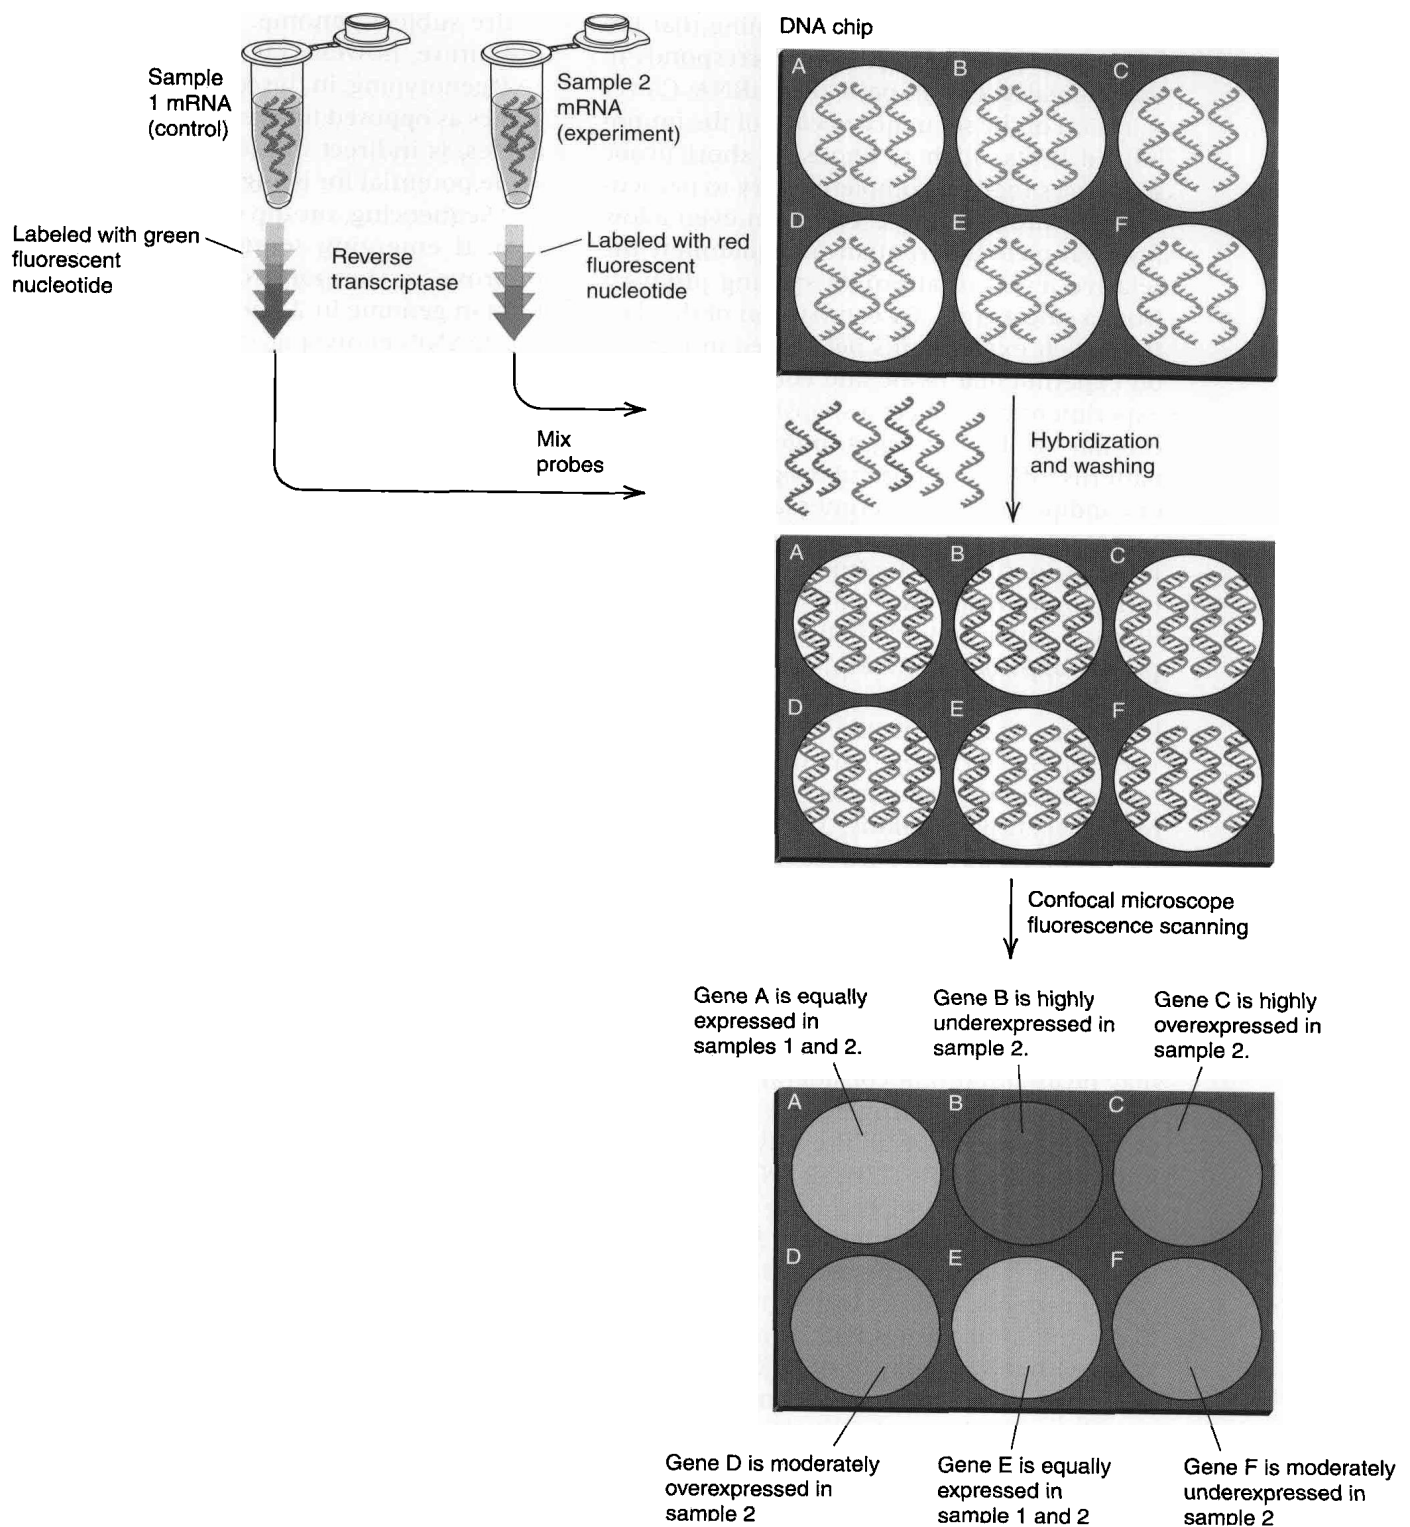 DNA chip
Sample
1 mRNA
(control)
Sample 2
mRNA
(experiment)
A
B
C
D
E
F
Labeled with green
fluorescent
nucleotide
Reverse
transcriptase
Labeled with red
fluorescent
nucleotide
Mix
probes
Hybridization
and washing
A
B
C
D
E
F
Confocal microscope
fluorescence scanning
Gene A is equally
expressed in
samples 1 and 2.
Gene B is highly
underexpressed in
sample 2.
Gene C is highly
overexpressed in
sample 2.
A
B
C
D
E
F
Gene D is moderately
overexpressed in
sample 2
Gene E is equally
expressed in
sample 1 and 2
Gene F is moderately
underexpressed in
sample 2